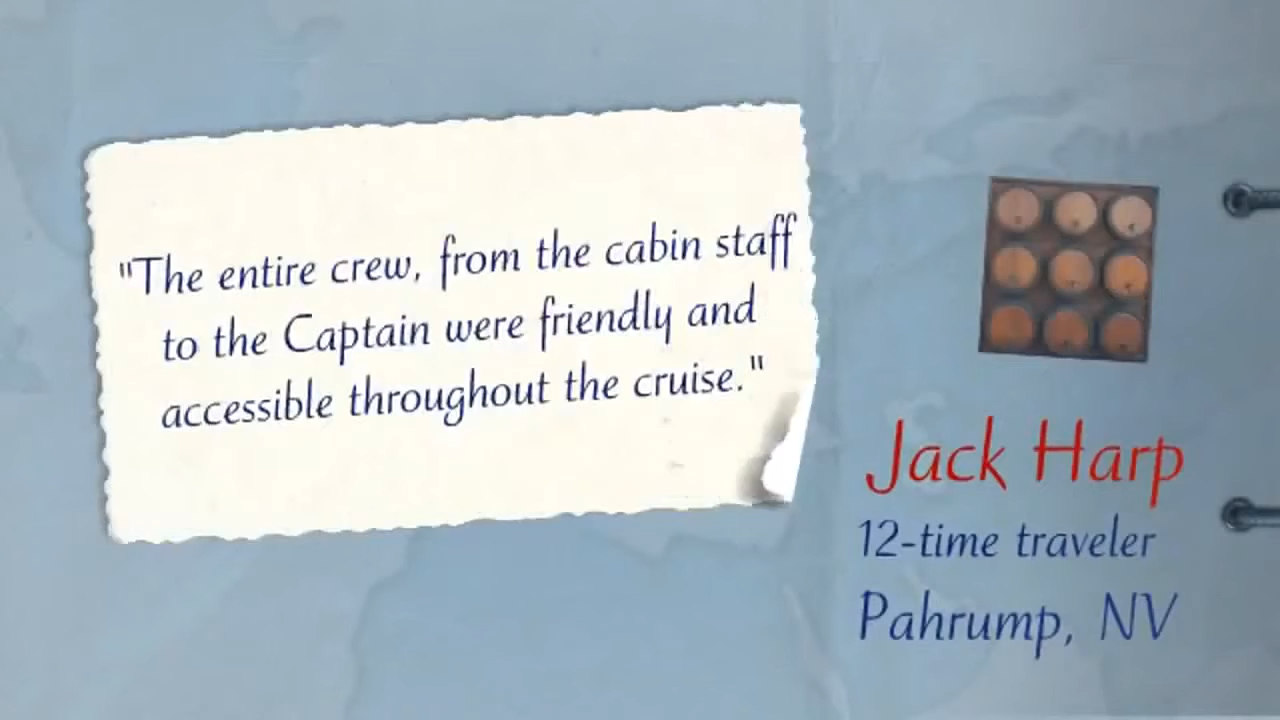 "The entire crew, from the cabin staff
to the Captain were friendly and
accessible throughout the cruise."
Jack Harp
12-time traveler
Pahrump, NV